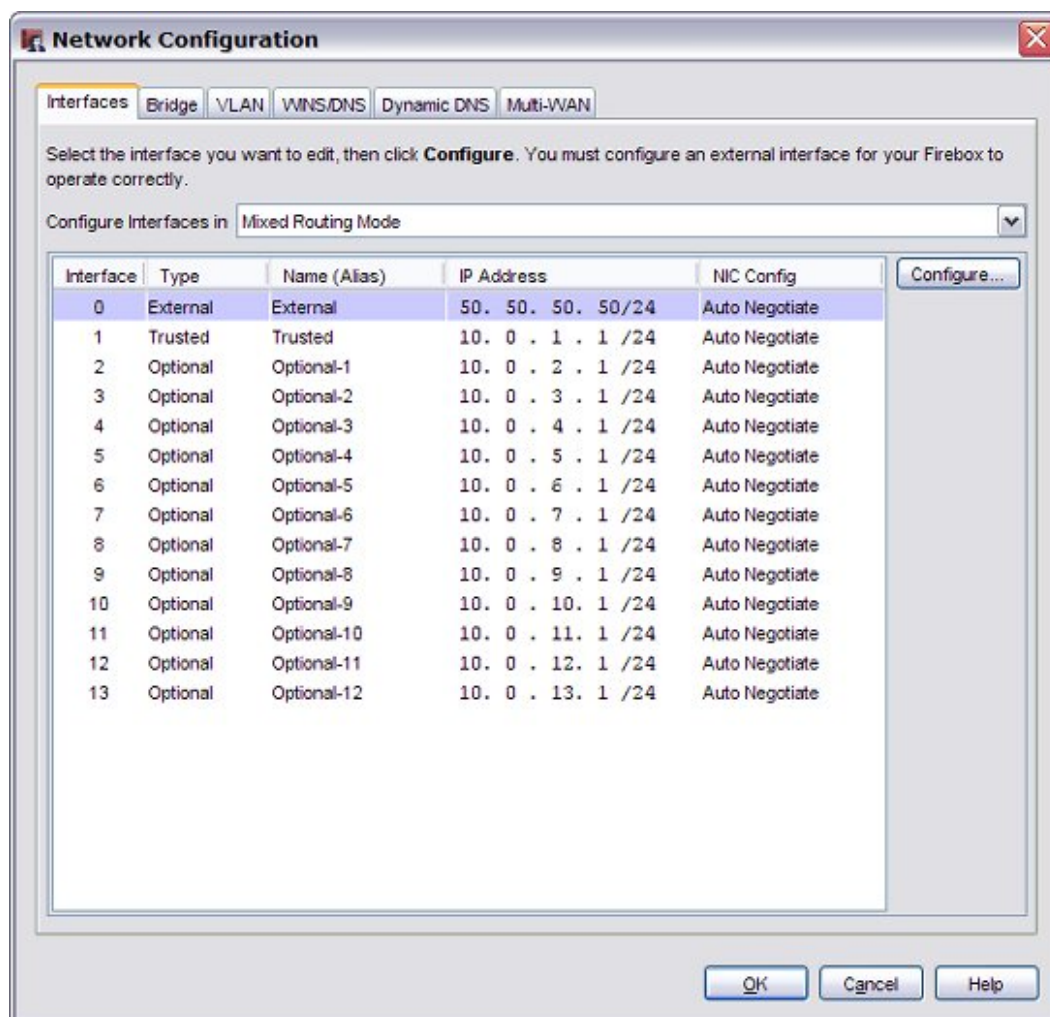 Network Configuration
Interfaces Bridge VLAN WINS/DNS Dynamic DNS Multi-WAN
Select the interface you want to edit, then click Configure. You must configure an external interface for your Firebox to
operate correctly.
Configure Interfaces in Mixed Routing Mode
Interface Type Name (Alias) IP Address NIC Config Configure...
0 External External 50. 50. 50. 50/24 Auto Negotiate
1 Trusted Trusted 10. 0 . 1 . 1 /24 Auto Negotiate
2 Optional Optional-1 10. 0 . 2 . 1 /24 Auto Negotiate
3 Optional Optional-2 10. 0 . 3 . 1 /24 Auto Negotiate
4 Optional Optional-3 10. 0 . 4 . 1 /24 Auto Negotiate
5 Optional Optional-4 10. 0 . 5 . 1 /24 Auto Negotiate
6 Optional Optional-5 10. 0 . 6 . 1 /24 Auto Negotiate
7 Optional Optional-6 10. 0 . 7 . 1 /24 Auto Negotiate
8 Optional Optional-7 10. 0 . 8 . 1 /24 Auto Negotiate
9 Optional Optional-8 10. 0 . 9 . 1 /24 Auto Negotiate
10 Optional Optional-9 10. 0 . 10. 1 /24 Auto Negotiate
11 Optional Optional-10 10. 0 . 11. 1 /24 Auto Negotiate
12 Optional Optional-11 10. 0 . 12. 1 /24 Auto Negotiate
13 Optional Optional-12 10. 0 . 13. 1 /24 Auto Negotiate
OK Cancel Help